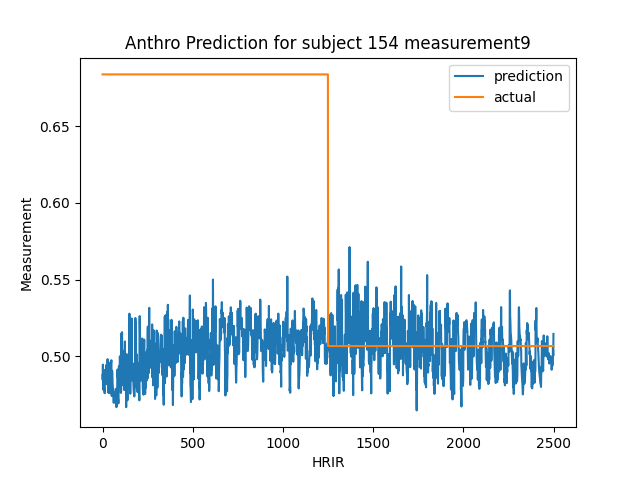 Anthro Prediction for subject 154 measurement9
prediction
actual
0.65
0.60
0.55
0.50
Measurement
0
500
1000
1500
2000
2500
HRIR